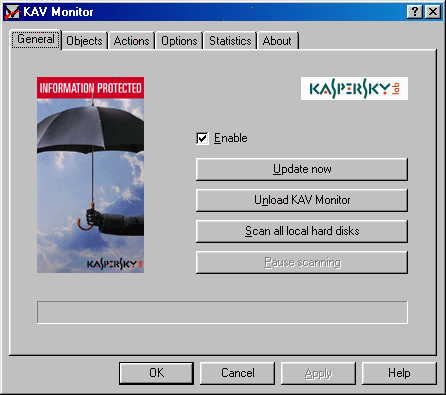 KAV Monitor
General Objects Actions Options Statistics About
INFORMATION PROTECTED
KASPERSKY lab
Enable
Update now
Unload KAV Monitor
Scan all local hard disks
Pause scanning
KASPERSKY lab
OK Cancel Apply Help